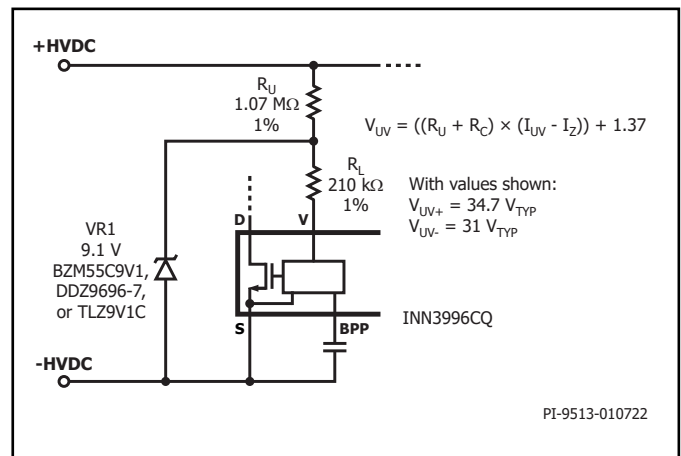 +HVDC
R_U
1.07 MΩ
1%
V_UV = ((R_U + R_C) × (I_UV - I_Z)) + 1.37
R_L
210 kΩ
1%
With values shown:
V_UV+ = 34.7 V_TYP
V_UV- = 31 V_TYP
D
V
VR1
9.1 V
BZM55C9V1,
DDZ9696-7,
or TLZ9V1C
S
BPP
INN3996CQ
-HVDC
PI-9513-010722